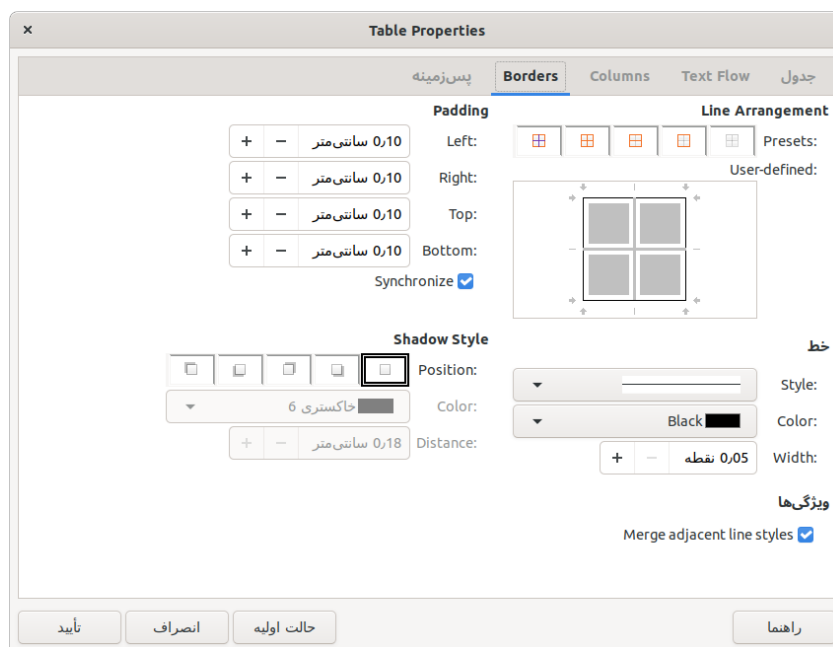 Table Properties
جدول
Text Flow
Columns
Borders
پس‌زمینه
Line Arrangement
Presets:
User-defined:
خط
Style:
Color:
Black
Width:
0٫05 نقطه
ویژگی‌ها
Merge adjacent line styles
Padding
Left:
0٫10 سانتی‌متر
Right:
0٫10 سانتی‌متر
Top:
0٫10 سانتی‌متر
Bottom:
0٫10 سانتی‌متر
Synchronize
Shadow Style
Position:
Color:
خاکستری 6
Distance:
0٫18 سانتی‌متر
راهنما
حالت اولیه
انصراف
تأیید